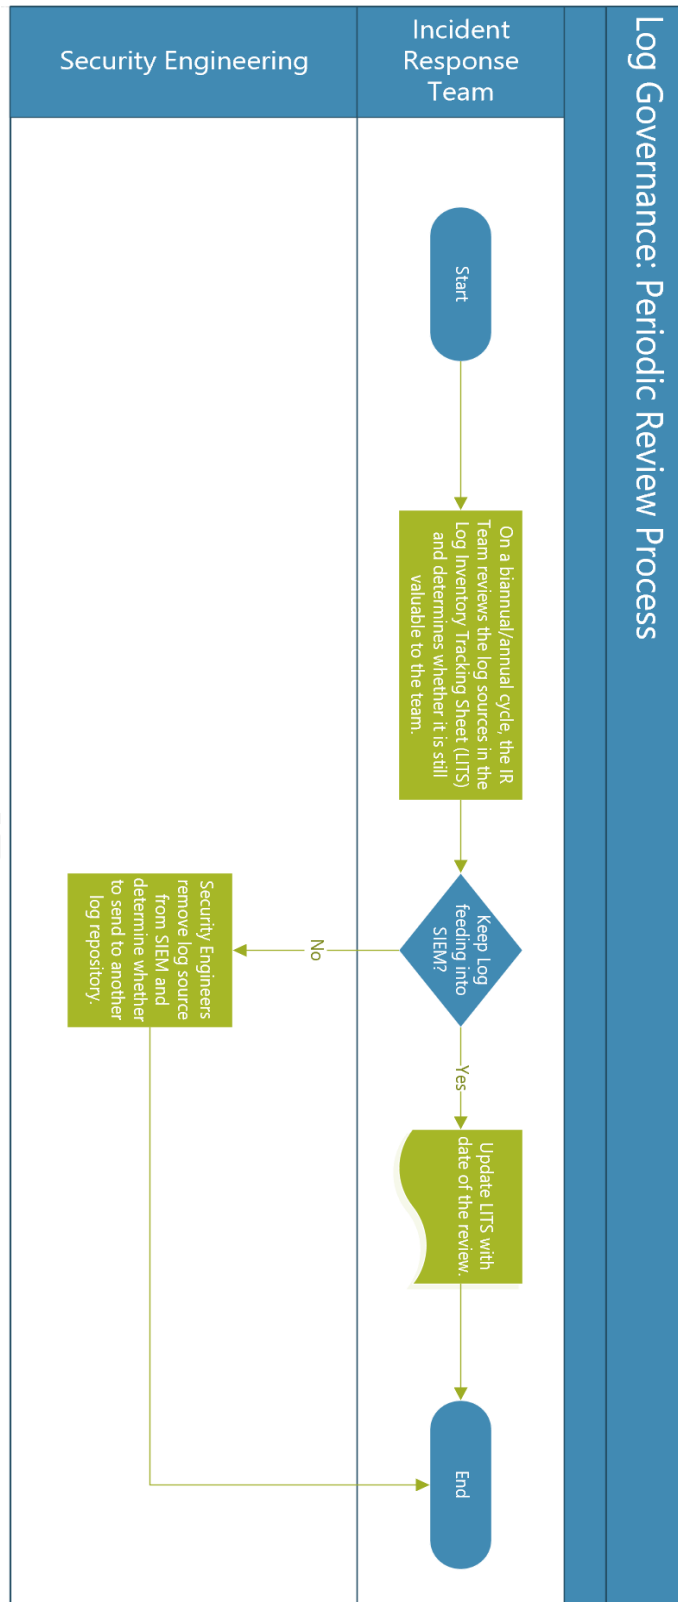 Log Governance: Periodic Review Process
Incident
Response
Team
Security Engineering
Start
On a biannual/annual cycle, the IR
Team reviews the log sources in the
Log Inventory Tracking Sheet (LITS)
and determines whether it is still
valuable to the team.
Keep Log
feeding into
SIEM?
Yes
Update LITS with
date of the review.
End
No
Security Engineers
remove log source
from SIEM and
determine whether
to send to another
log repository.